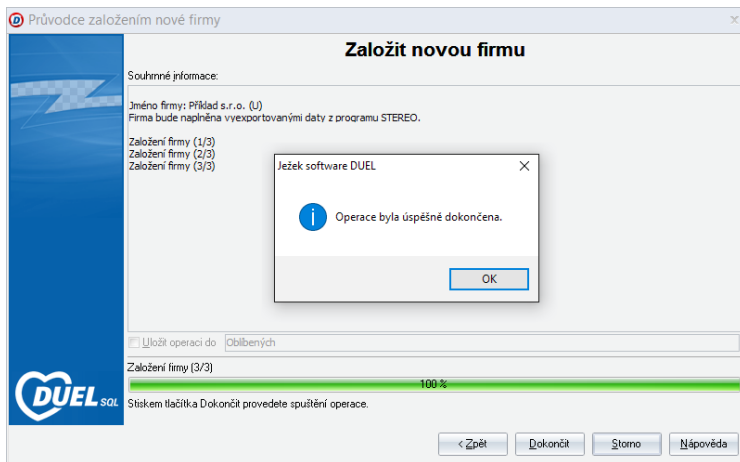 Průvodce založením nové firmy
Založit novou firmu
Souhrnné informace:
Jméno firmy: Příklad s.r.o. (U)
Firma bude naplněna vyexportovanými daty z programu STEREO.
Založení firmy (1/3)
Založení firmy (2/3)
Založení firmy (3/3)
Ježek software DUEL
Operace byla úspěšně dokončena.
OK
Uložit operaci do Oblíbených
Založení firmy (3/3)
100 %
DUEL SQL
Stiskem tlačítka Dokončit provedete spuštění operace.
< Zpět Dokončit Storno Nápověda